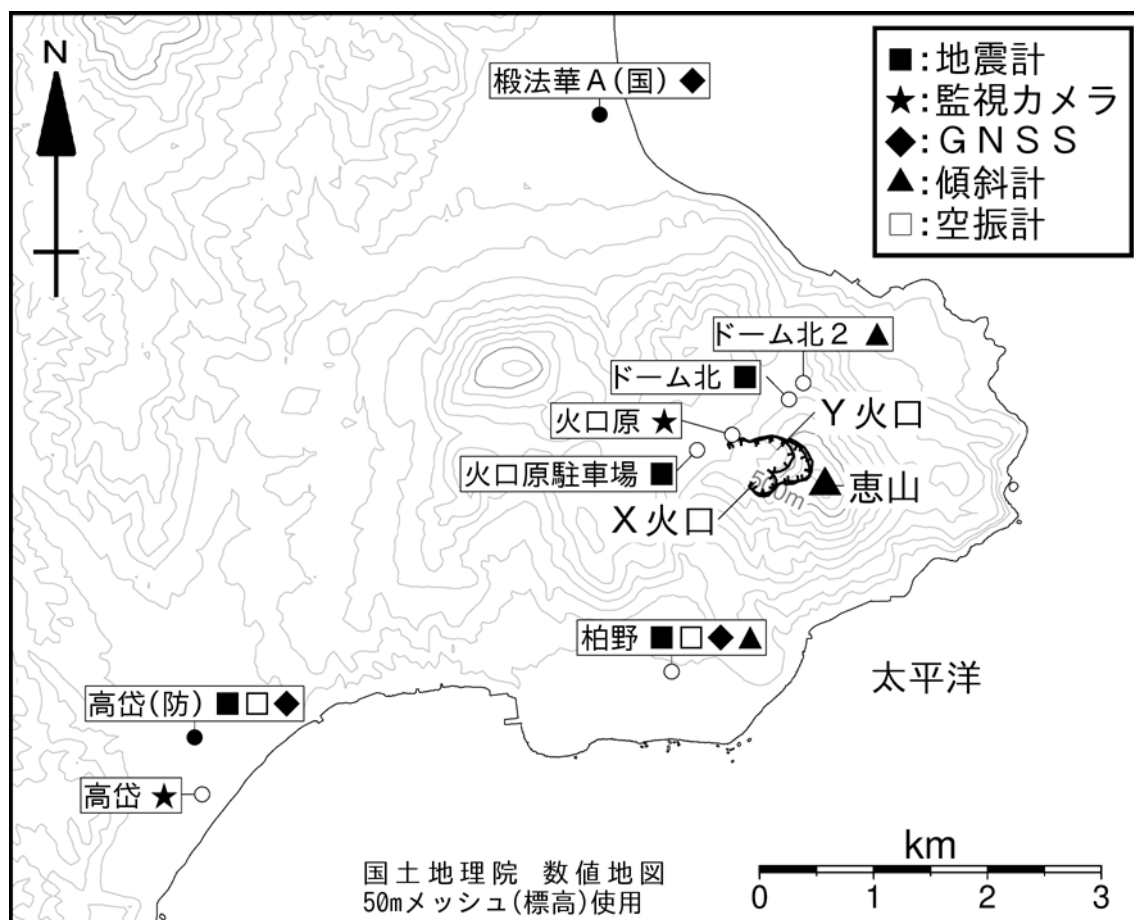 N
椴法華A(国) ◆
■:地震計
★:監視カメラ
◆:GNSS
▲:傾斜計
□:空振計
ドーム北2 ▲
ドーム北 ■
火口原 ★
Y火口
火口原駐車場 ■
500m
恵山
X火口
柏野 ■□◆▲
太平洋
高岱(防) ■□◆
高岱 ★
km
0 1 2 3
国土地理院 数値地図
50mメッシュ(標高)使用